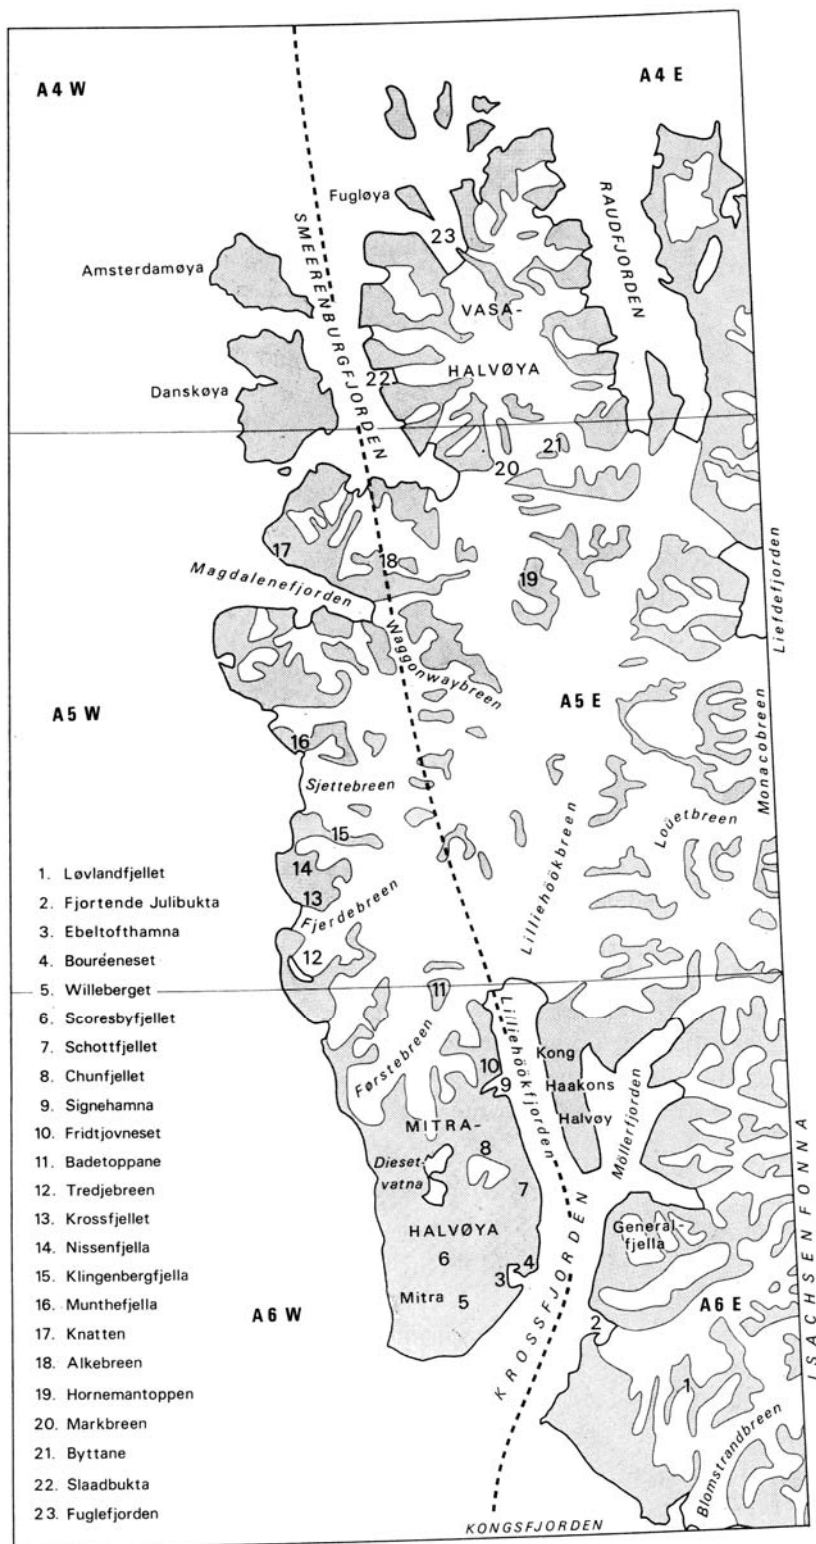 A4 W
A4 E
Fugløya
23
SMEERENBURGFJORDEN
RAUDFJORDEN
Amsterdamøya
VASA-
HALVØYA
22
Danskøya
21
20
17
18
19
Magdalenefjorden
Liefdefjorden
Waggonwaybreen
A5 E
A5 W
16
Monacobreen
Sjettebreen
Louetbreen
15
Lilliehöökbreen
14
13
Fjerdebreen
12
1. Løvlandfjellet
2. Fjortende Julibukta
3. Ebeltofthamna
4. Bouréeneset
5. Willeberget
6. Scoresbyfjellet
7. Schottfjellet
8. Chunfjellet
9. Signehamna
10. Fridtjovneset
11. Badetoppane
12. Tredjebreen
13. Krossfjellet
14. Nissenfjella
15. Klingenbergfjella
16. Munthefjella
17. Knatten
18. Alkebreen
19. Hornemantoppen
20. Markbreen
21. Byttane
22. Slaadbukta
23. Fuglefjorden
11
Førstebreen
Lilliehöökfjorden
10
9
Kong
Haakons
Halvøy
Möllerfjorden
MITRA-
8
Dieset-
vatna
7
HALVØYA
General-
fjella
6
4
3
Mitra
5
A6 W
A6 E
KROSSFJORDEN
2
1
ISACHSENFONNA
Blomstrandbreen
KONGSFJORDEN